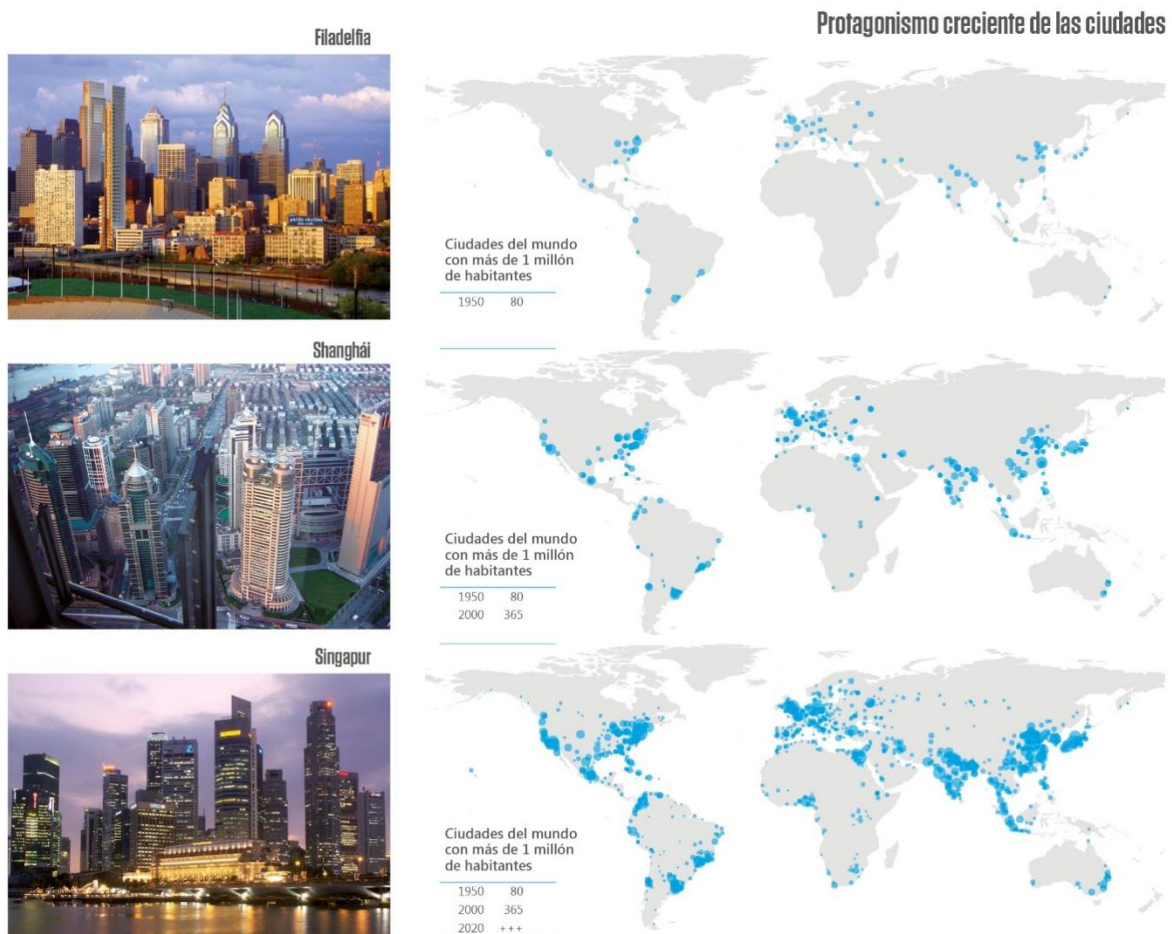 Protagonismo creciente de las ciudades
Filadelfia
Ciudades del mundo
con más de 1 millón
de habitantes
1950 80
Shanghái
Ciudades del mundo
con más de 1 millón
de habitantes
1950 80
2000 365
Singapur
Ciudades del mundo
con más de 1 millón
de habitantes
1950 80
2000 365
2020 +++